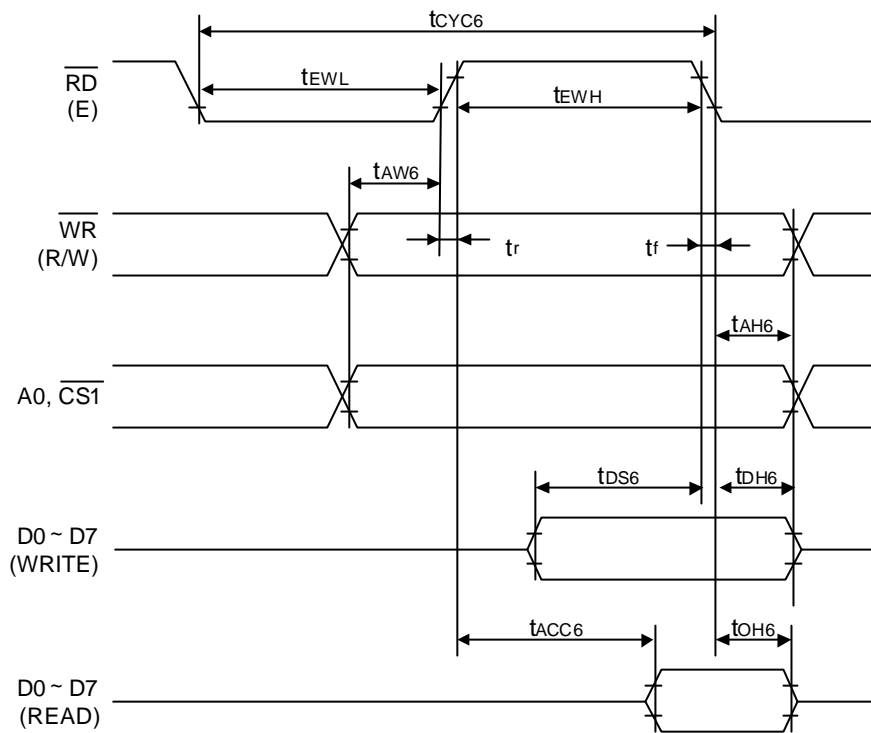 tCYC6
RD
(E)
tEWL
tEWH
tAW6
WR
(R/W)
tr
tf
tAH6
A0, CS1
tDS6
tDH6
D0 ~ D7
(WRITE)
tACC6
tOH6
D0 ~ D7
(READ)